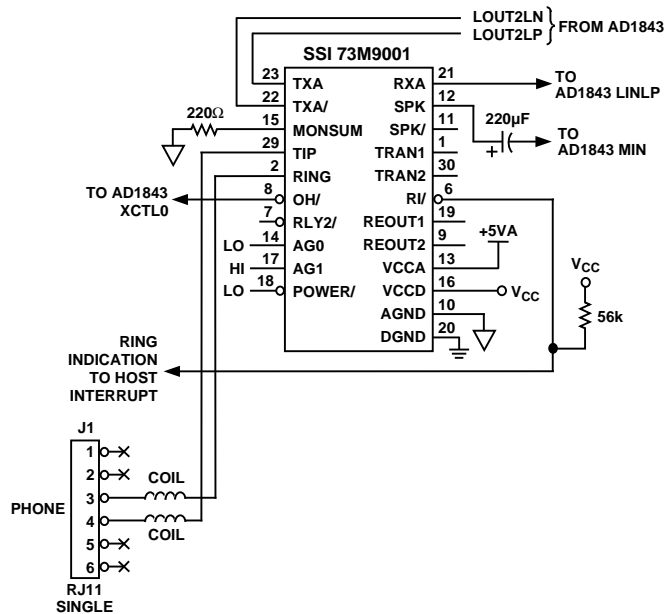 LOUT2LN
LOUT2LP
FROM AD1843
SSI 73M9001
23 TXA RXA 21 TO AD1843 LINLP
22 TXA/ SPK 12
220Ω 15 MONSUM SPK/ 11 220µF + TO AD1843 MIN
29 TIP TRAN1 1
2 RING TRAN2 30
TO AD1843 XCTL0 8 OH/ RI/ 6
7 RLY2/ REOUT1 19 +5VA
LO 14 AG0 REOUT2 9
HI 17 AG1 VCCA 13
LO 18 POWER/ VCCD 16 VCC
AGND 10
DGND 20
VCC
56k
RING
INDICATION
TO HOST
INTERRUPT
J1
1
2
3 COIL
PHONE
4 COIL
5
6
RJ11
SINGLE